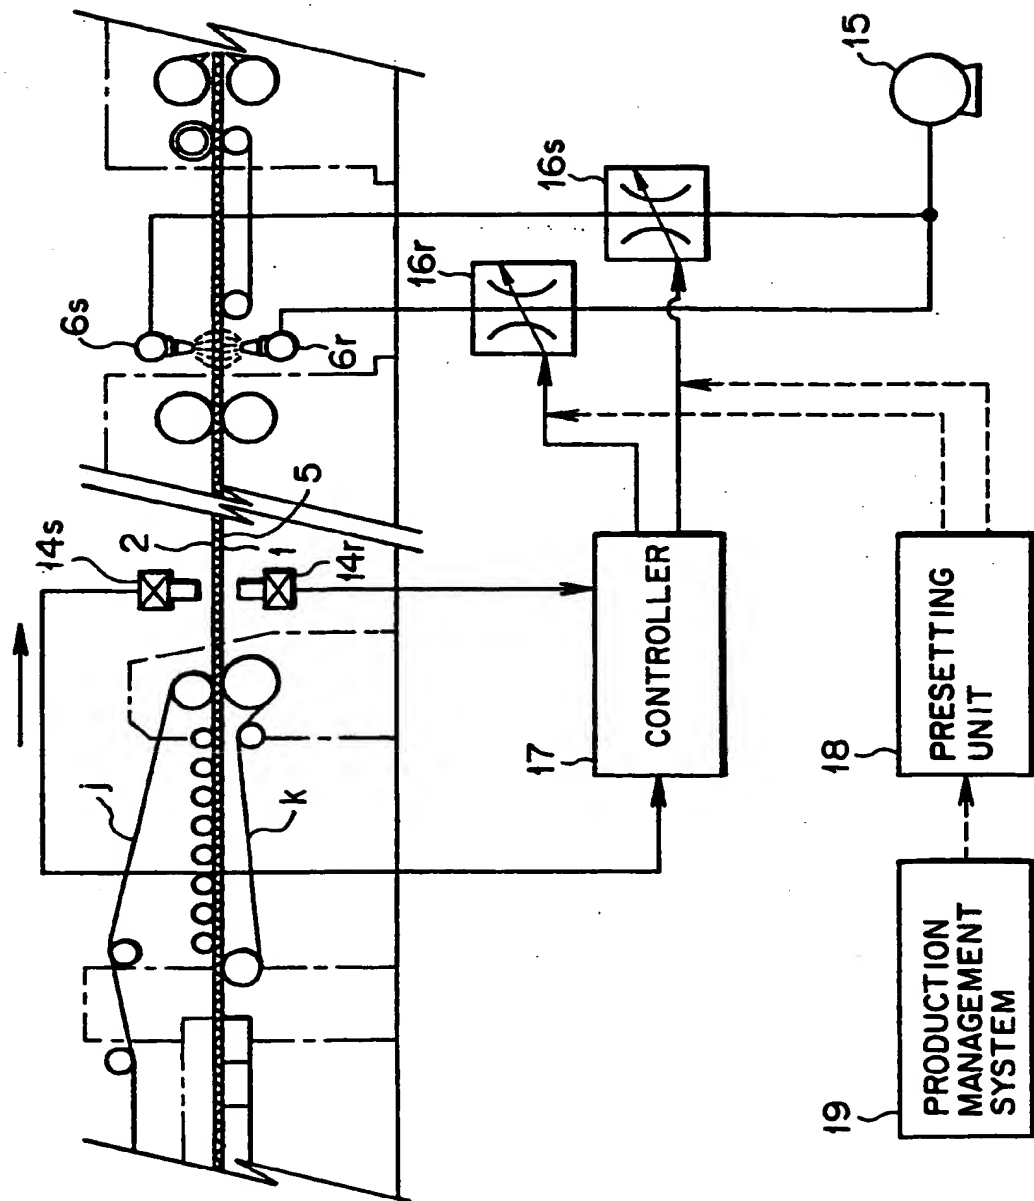 14s
6s
j
2
1
k
5
14r
6r
16r
16s
17
CONTROLLER
15
18
PRESETTING
UNIT
19
PRODUCTION
MANAGEMENT
SYSTEM